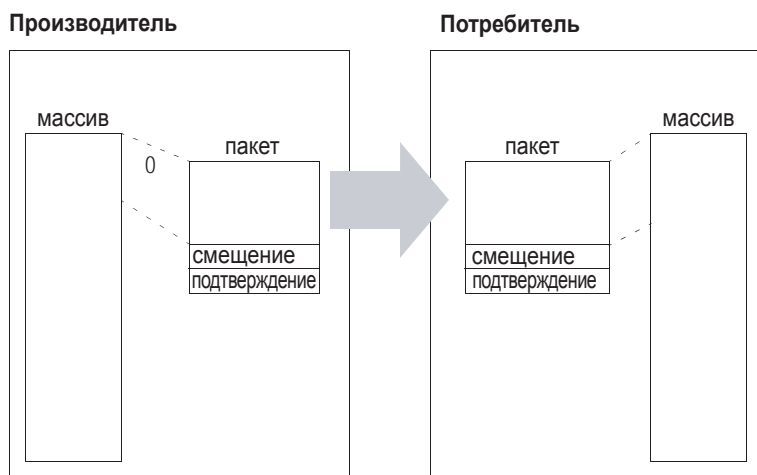 Производитель
Потребитель
массив
пакет
0
смещение
подтверждение
пакет
массив
смещение
подтверждение